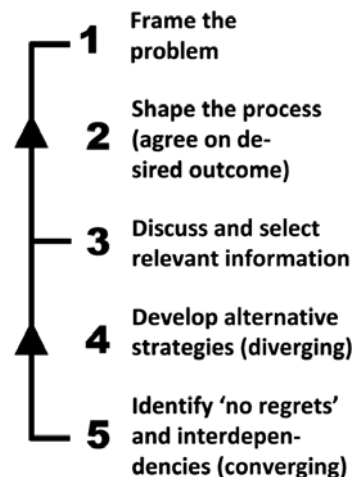 1 Frame the
problem
2 Shape the process
(agree on de-
sired outcome)
3 Discuss and select
relevant information
4 Develop alternative
strategies (diverging)
5 Identify ‘no regrets’
and interdepen-
dencies (converging)